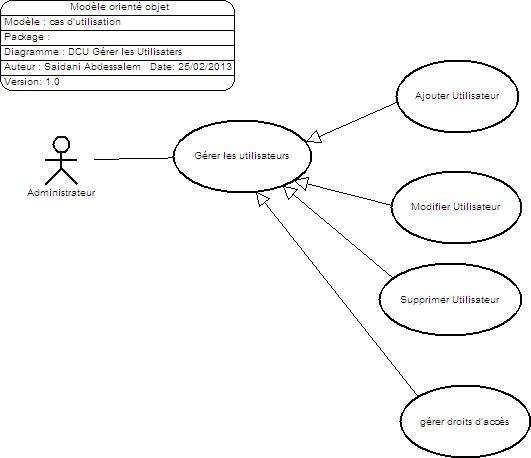 Modèle orienté objet
Modèle : cas d'utilisation
Package :
Diagramme : DCU Gérer les Utilisaters
Auteur : Saidani Abdessalem Date: 25/02/2013
Version: 1.0
Ajouter Utilisateur
Gérer les utilisateurs
Administrateur
Modifier Utilisateur
Supprimer Utilisateur
gérer droits d'accès